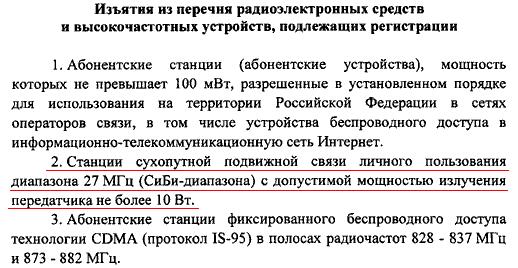 Изъятия из перечня радиоэлектронных средств
и высокочастотных устройств, подлежащих регистрации
1. Абонентские станции (абонентские устройства), мощность
которых не превышает 100 мВт, разрешенные в установленном порядке
для использования на территории Российской Федерации в сетях
операторов связи, в том числе устройства беспроводного доступа в
информационно-телекоммуникационную сеть Интернет.
2. Станции сухопутной подвижной связи личного пользования
диапазона 27 МГц (СиБи-диапазона) с допустимой мощностью излучения
передатчика не более 10 Вт.
3. Абонентские станции фиксированного беспроводного доступа
технологии CDMA (протокол IS-95) в полосах радиочастот 828 - 837 МГц
и 873 - 882 МГц.